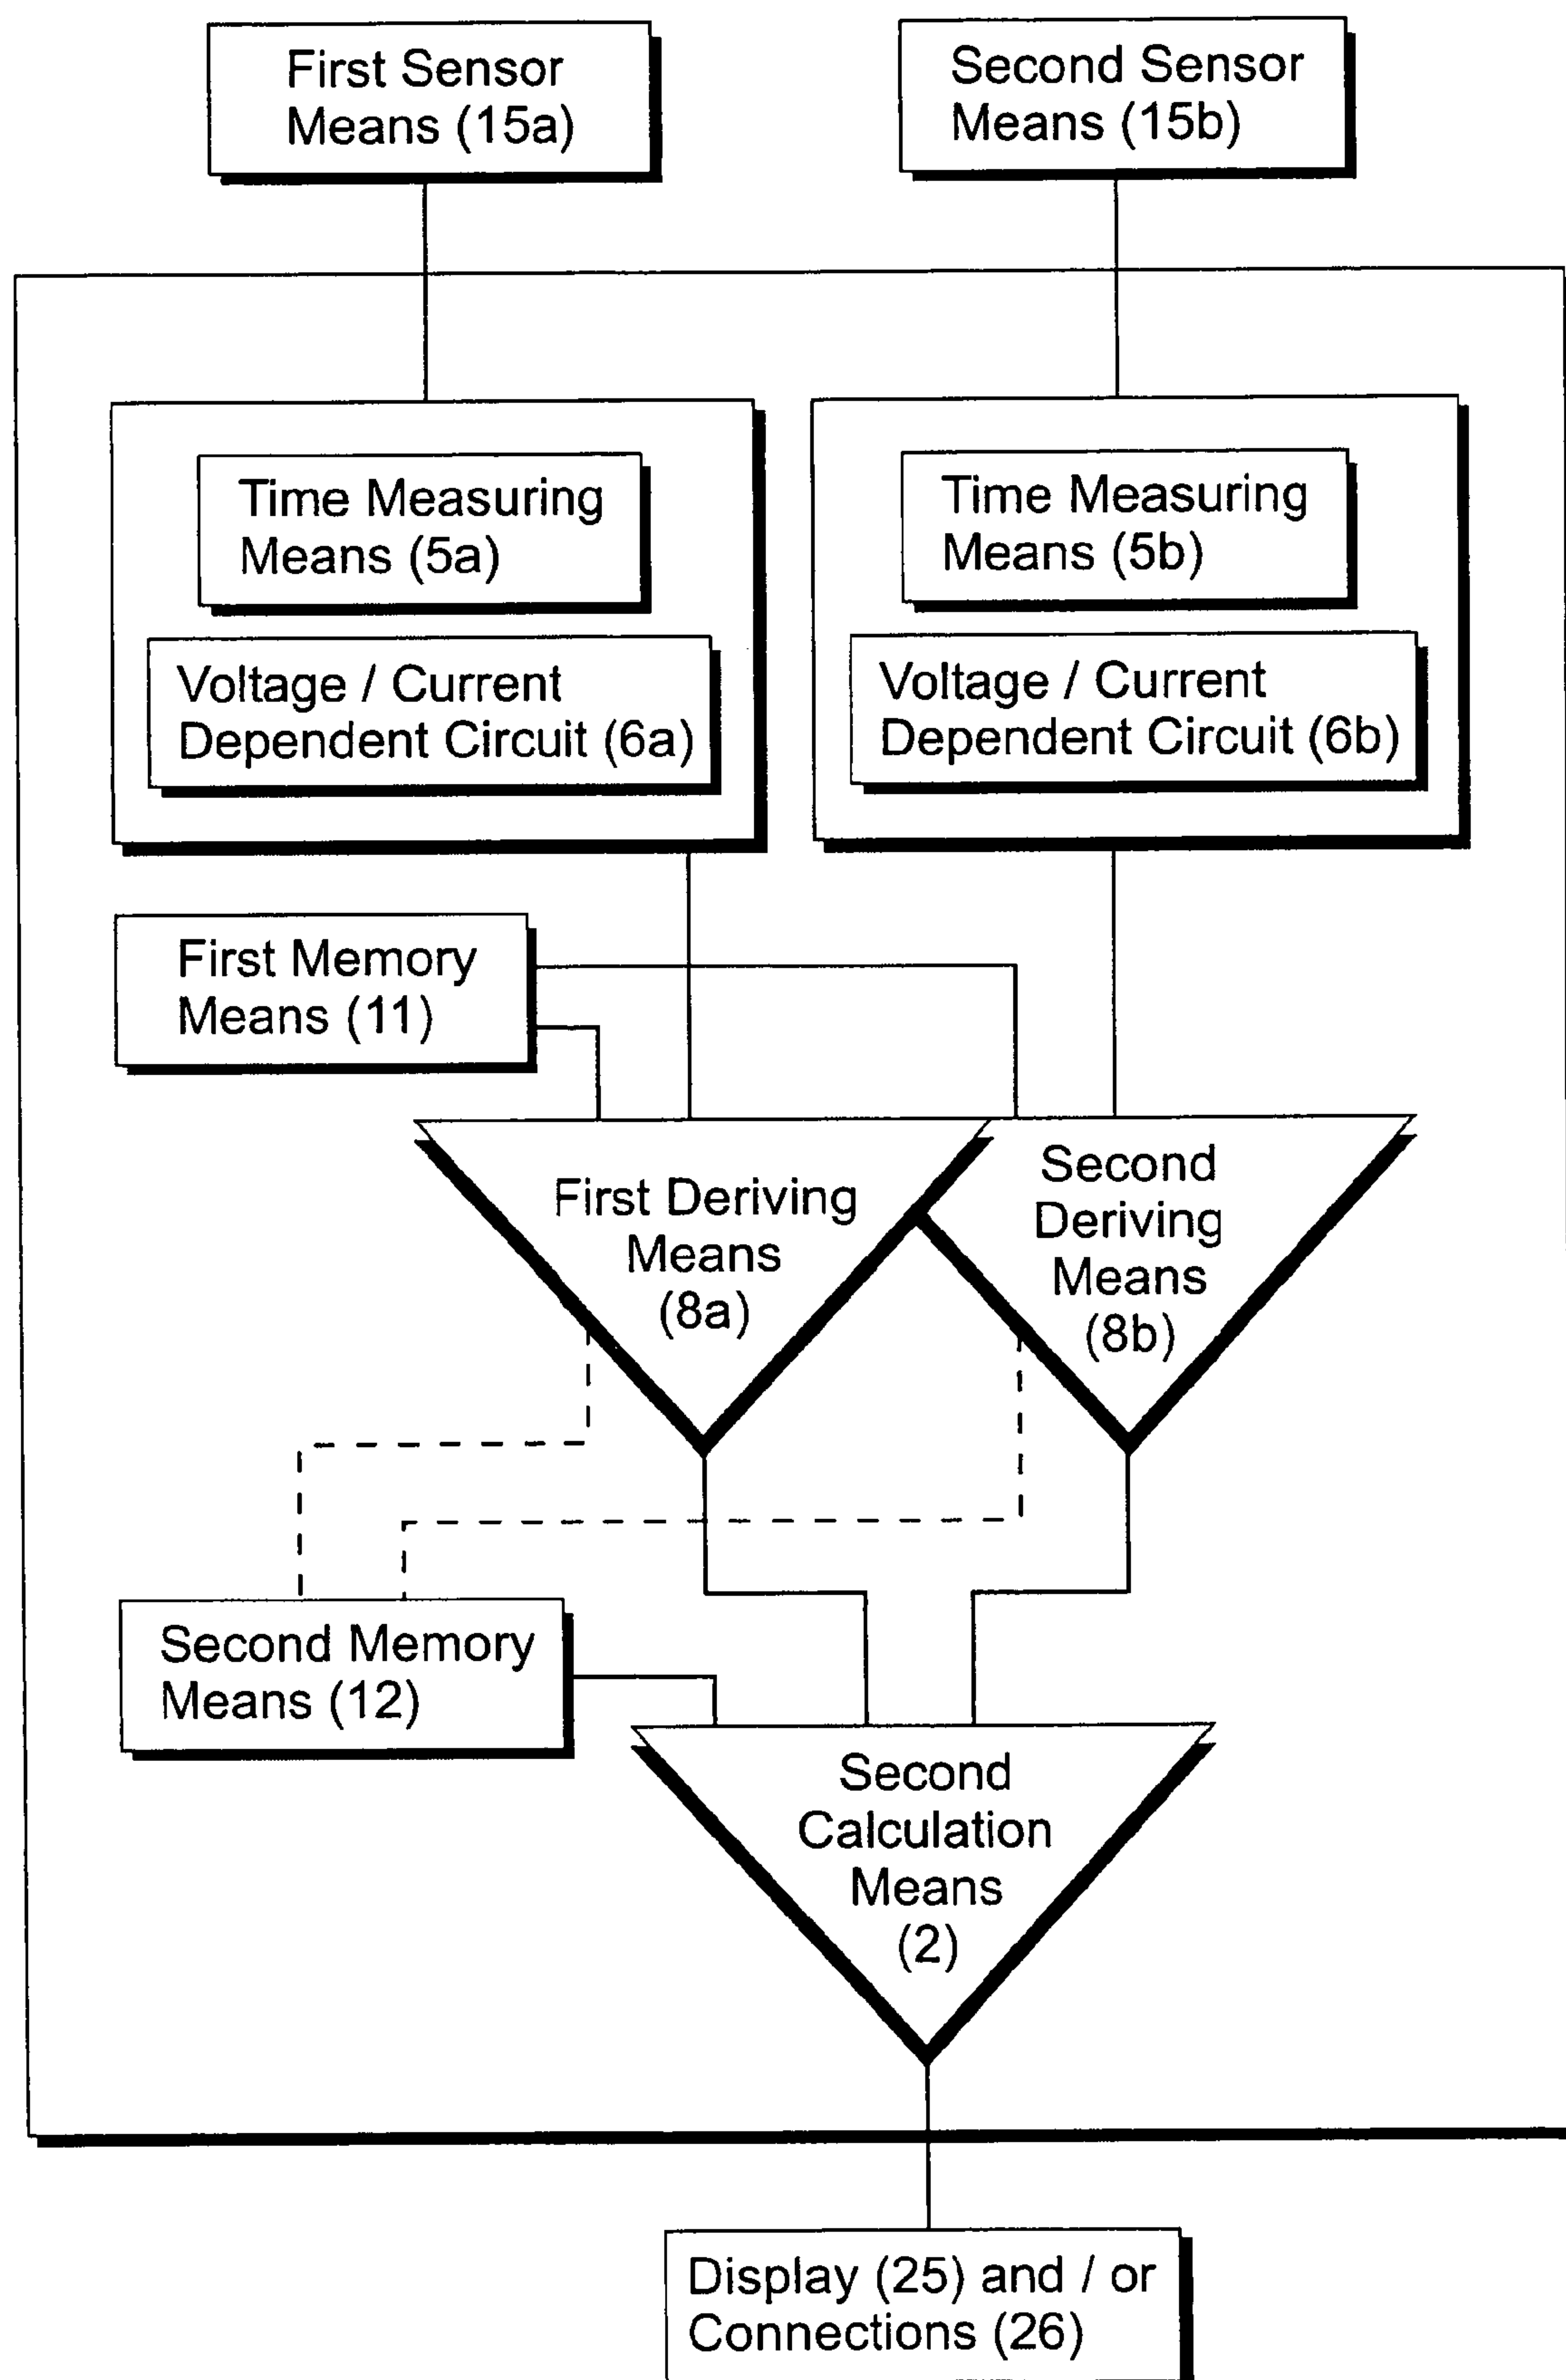 First Sensor
Means (15a)
Second Sensor
Means (15b)
Time Measuring
Means (5a)
Voltage / Current
Dependent Circuit (6a)
Time Measuring
Means (5b)
Voltage / Current
Dependent Circuit (6b)
First Memory
Means (11)
First Deriving
Means
(8a)
Second
Deriving
Means
(8b)
Second Memory
Means (12)
Second
Calculation
Means
(2)
Display (25) and / or
Connections (26)